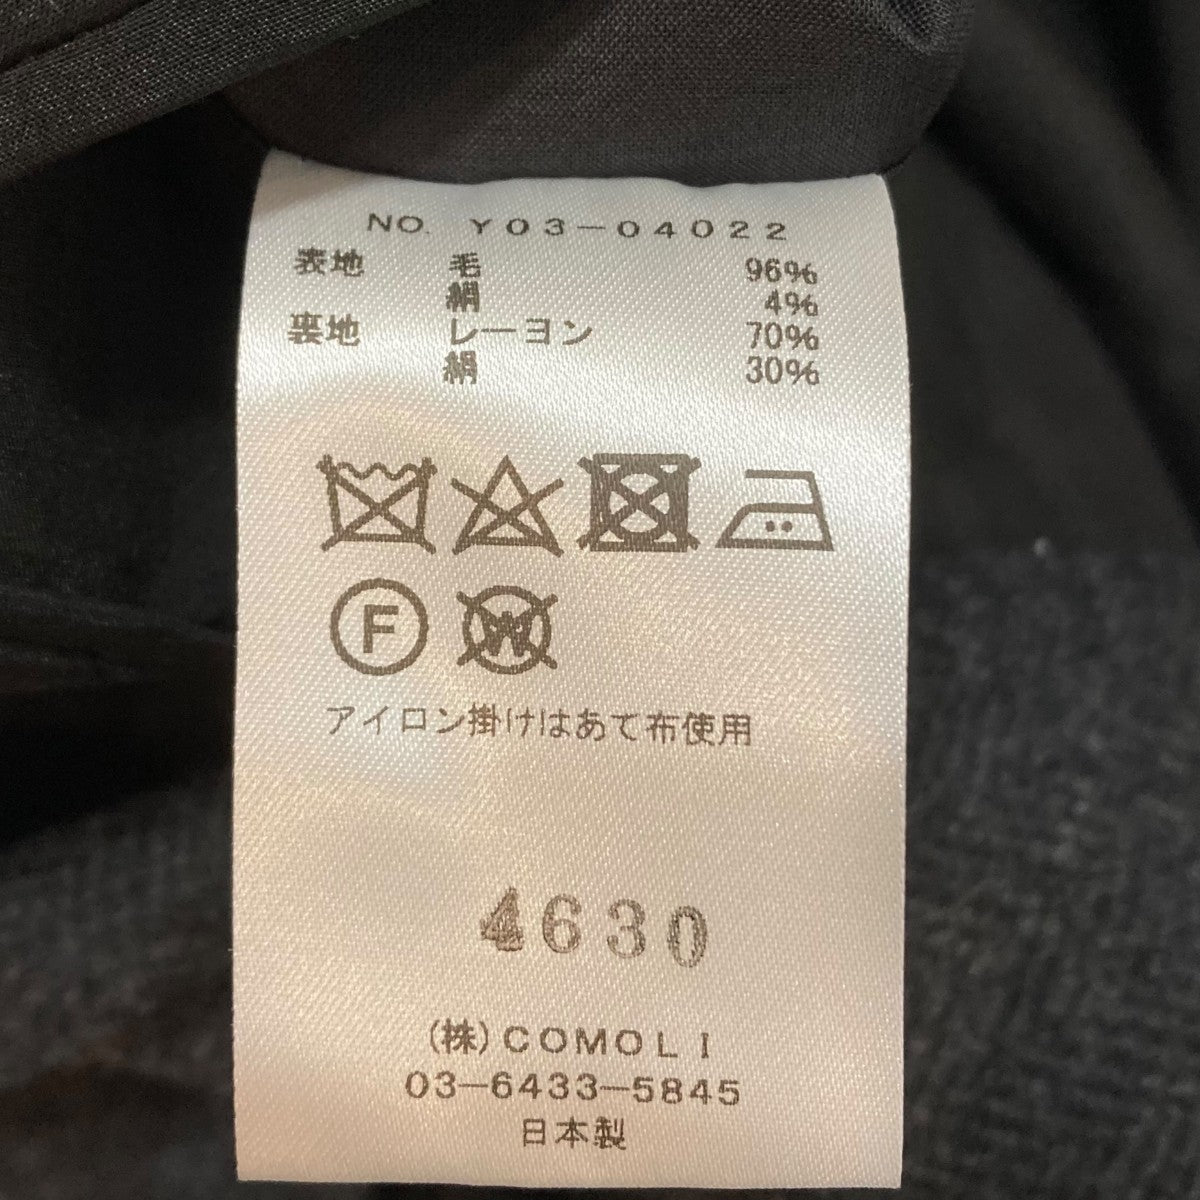 NO. Y03-04022
表地 毛 96%
絹 4%
裏地 レーヨン 70%
絹 30%
F
W
アイロン掛けはあて布使用
4630
(株)COMOLI
03-6433-5845
日本製